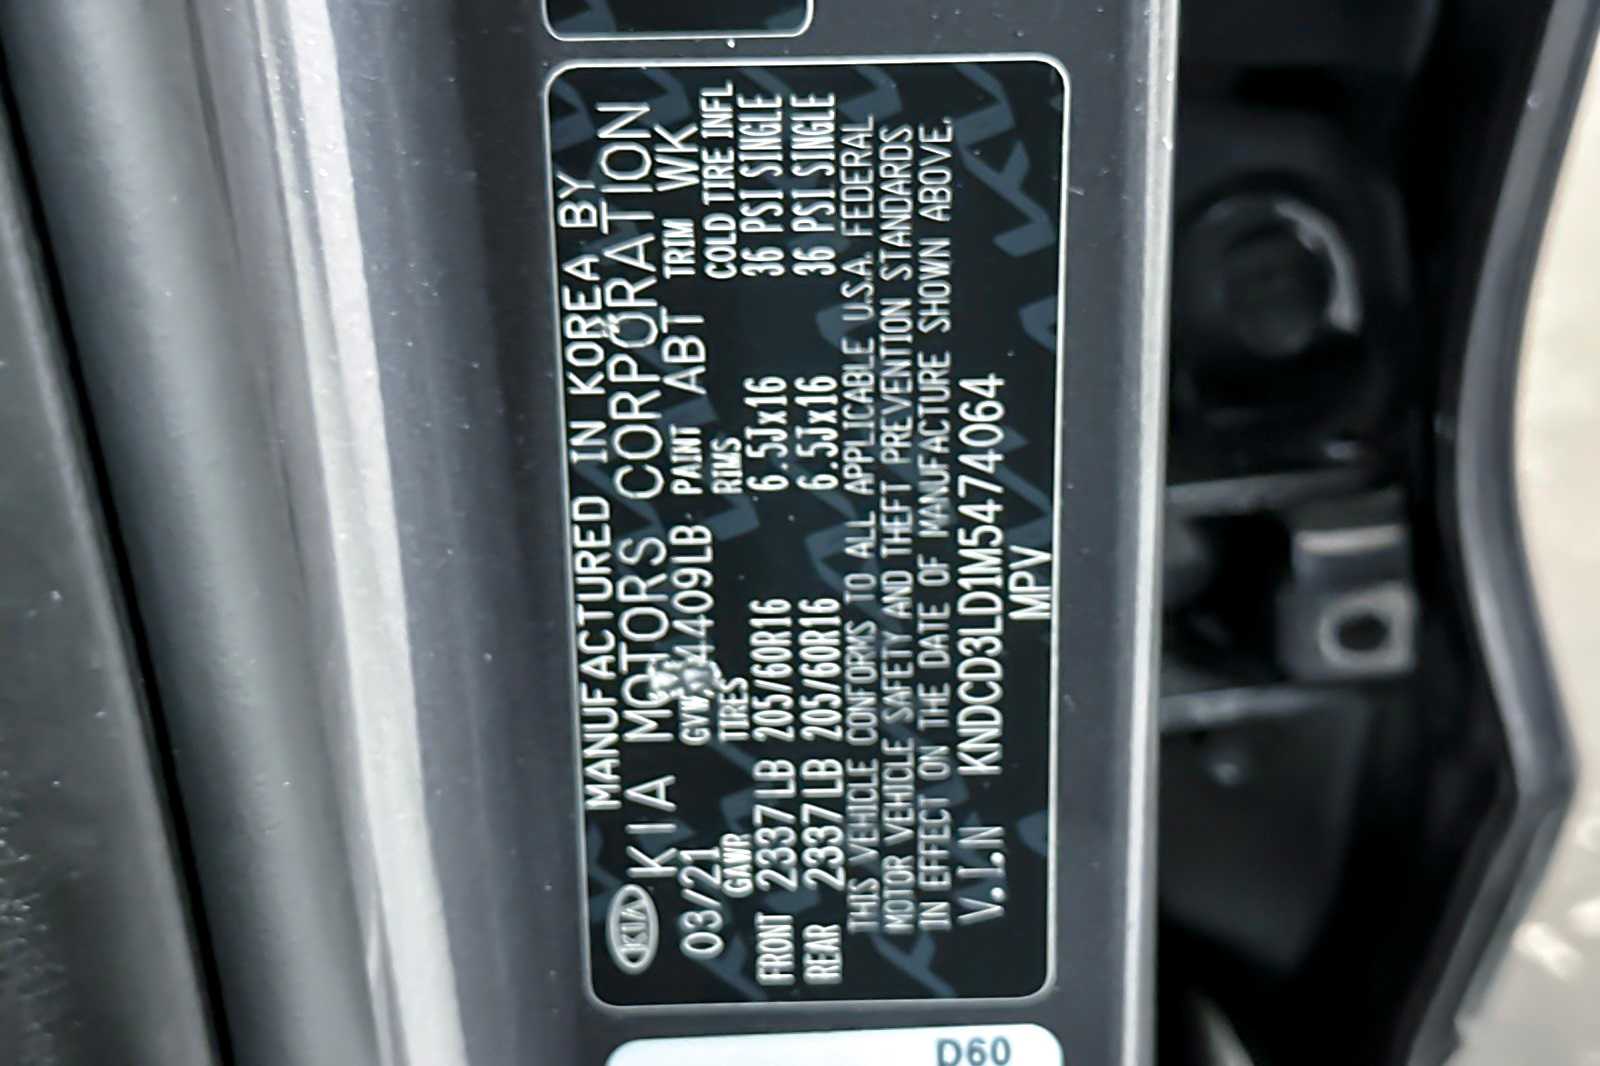 MANUFACTURED IN KOREA BY
KIA KIA MOTORS CORPORATION
03/21 4409LB PAINT ABT TRIM WK
GAWR TIRES RIMS COLD TIRE INFL
FRONT 2337LB 205/60R16 6.5Jx16 36 PSI SINGLE
REAR 2337LB 205/60R16 6.5Jx16 36 PSI SINGLE
THIS VEHICLE CONFORMS TO ALL APPLICABLE U.S.A. FEDERAL
MOTOR VEHICLE SAFETY AND THEFT PREVENTION STANDARDS
IN EFFECT ON THE DATE OF MANUFACTURE SHOWN ABOVE.
V.I.N KNDCD3LD1M5474064
MPV
D60